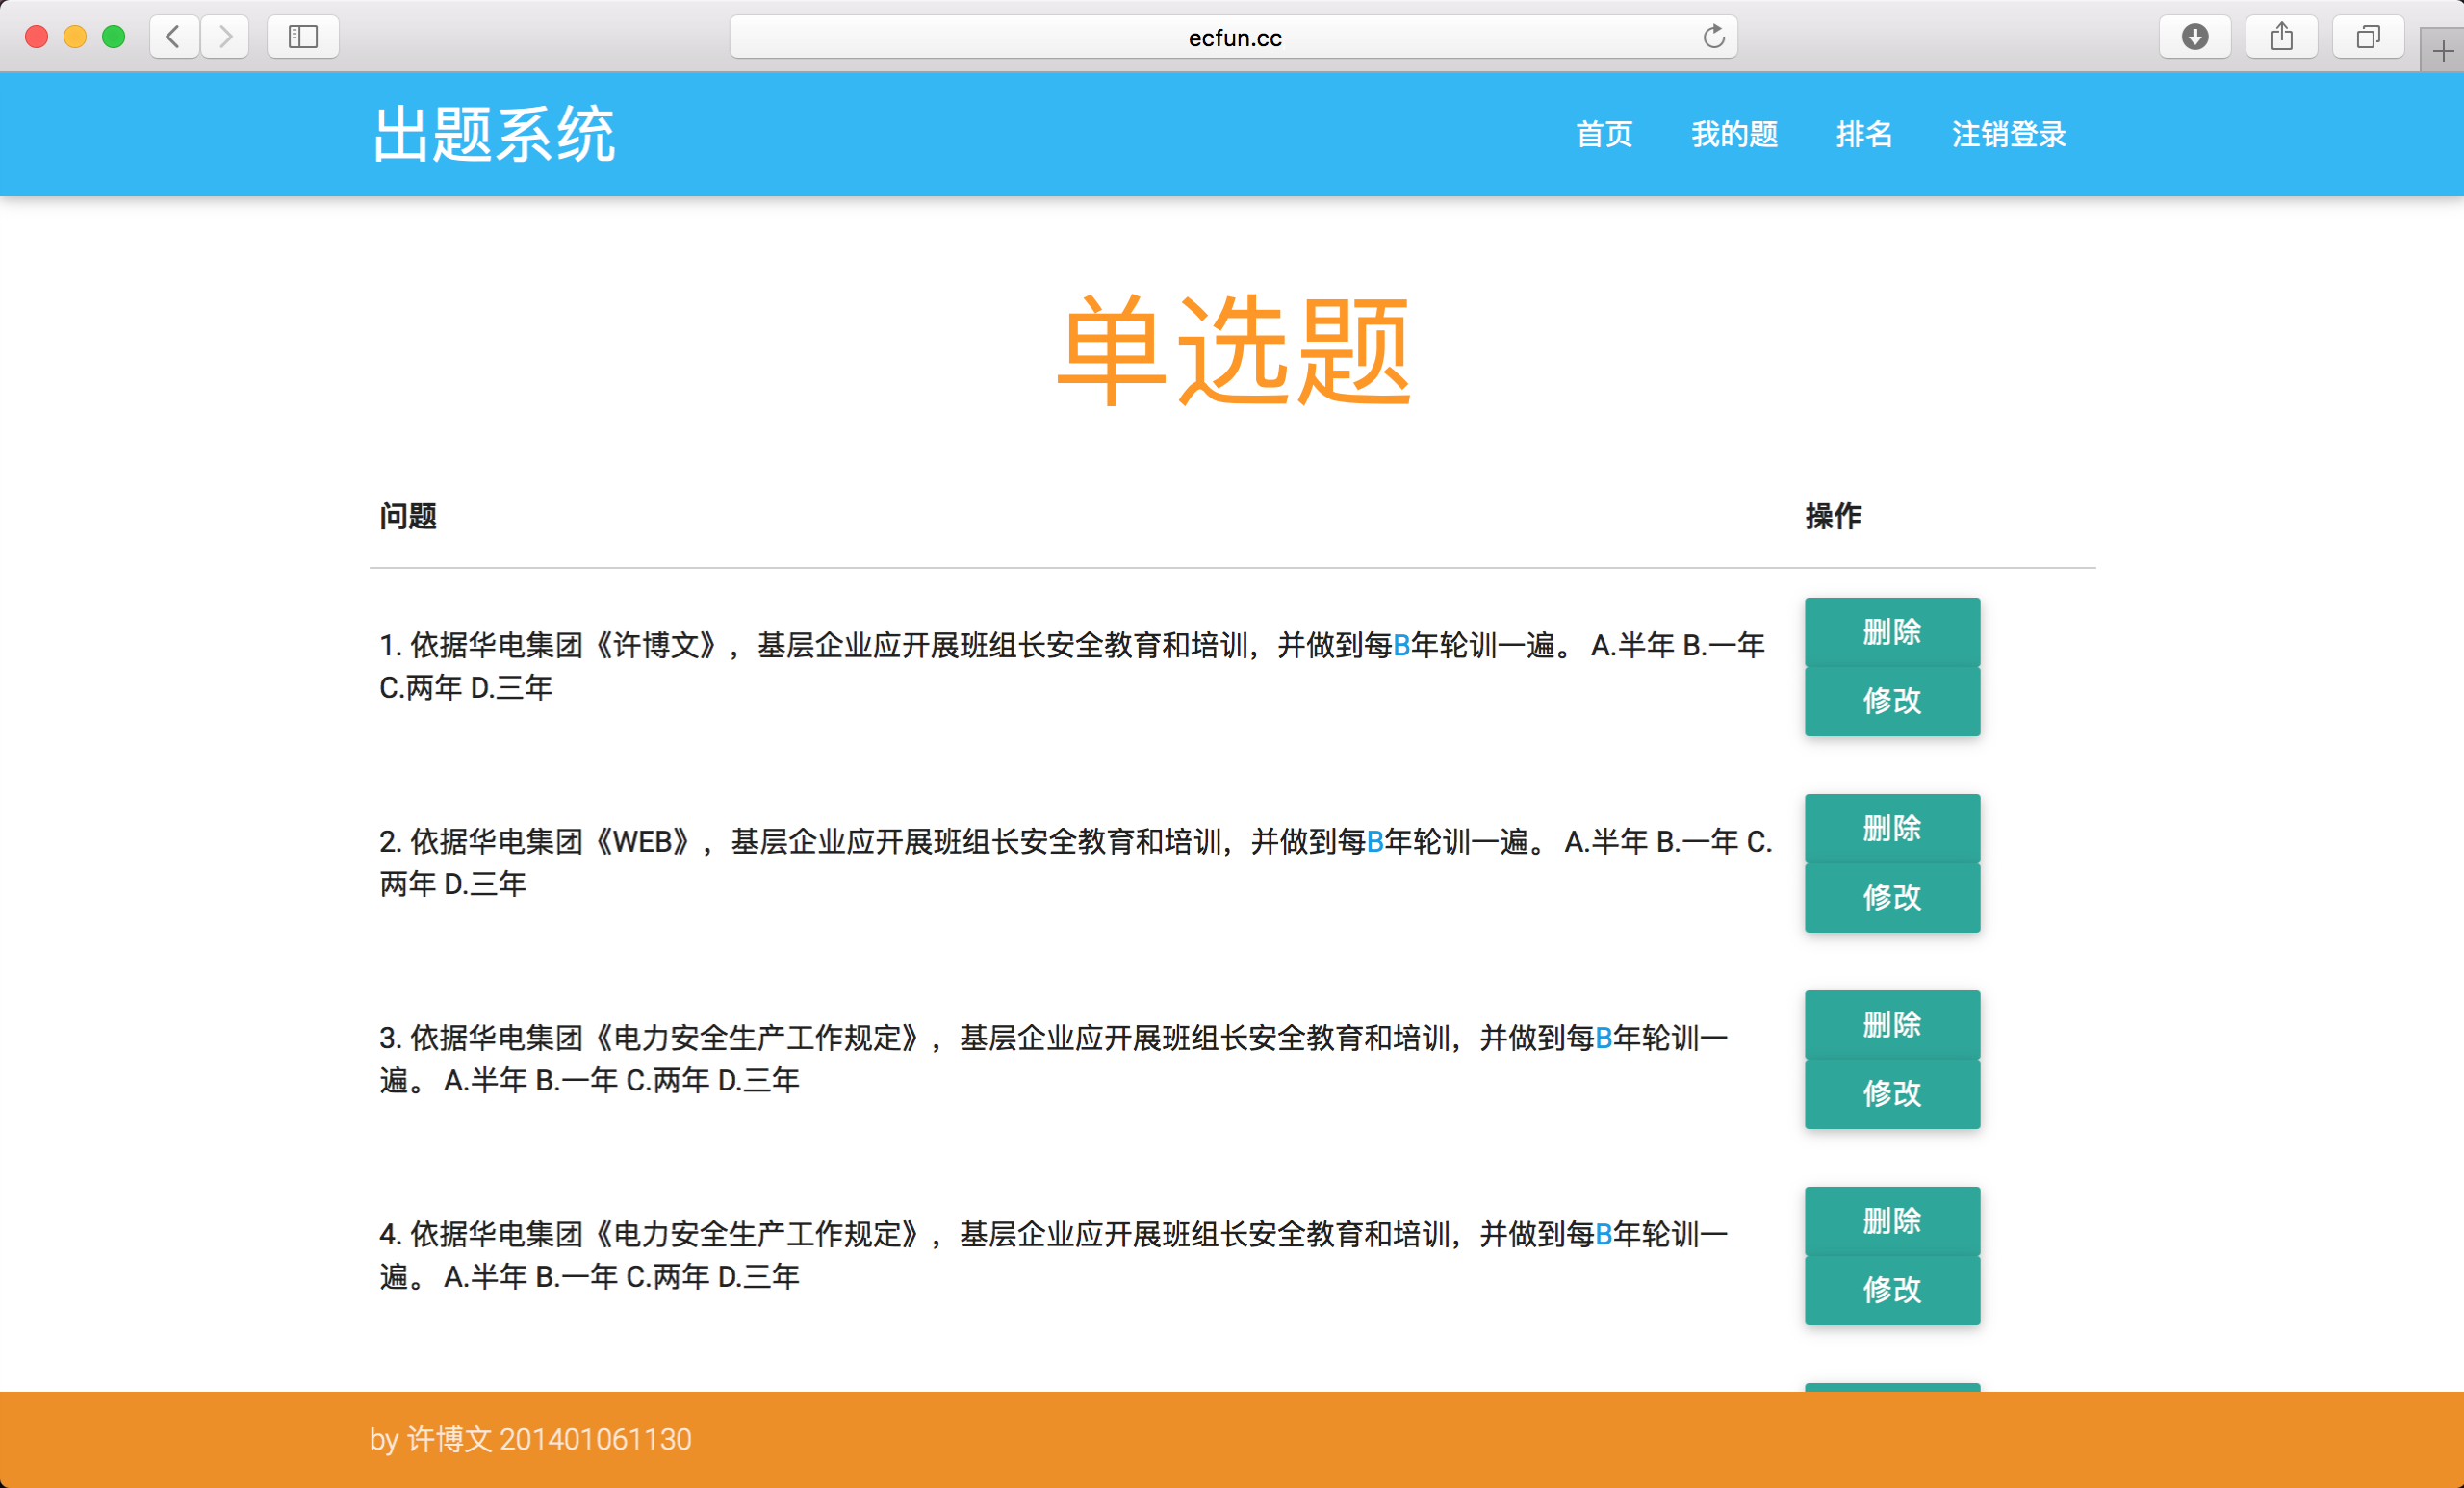 ecfun.cc
出题系统
首页 我的题 排名 注销登录
单选题
问题 操作
1. 依据华电集团《许博文》，基层企业应开展班组长安全教育和培训，并做到每B年轮训一遍。 A.半年 B.一年
C.两年 D.三年
删除
修改
2. 依据华电集团《WEB》，基层企业应开展班组长安全教育和培训，并做到每B年轮训一遍。 A.半年 B.一年 C.
两年 D.三年
删除
修改
3. 依据华电集团《电力安全生产工作规定》，基层企业应开展班组长安全教育和培训，并做到每B年轮训一
遍。 A.半年 B.一年 C.两年 D.三年
删除
修改
4. 依据华电集团《电力安全生产工作规定》，基层企业应开展班组长安全教育和培训，并做到每B年轮训一
遍。 A.半年 B.一年 C.两年 D.三年
删除
修改
by 许博文 201401061130